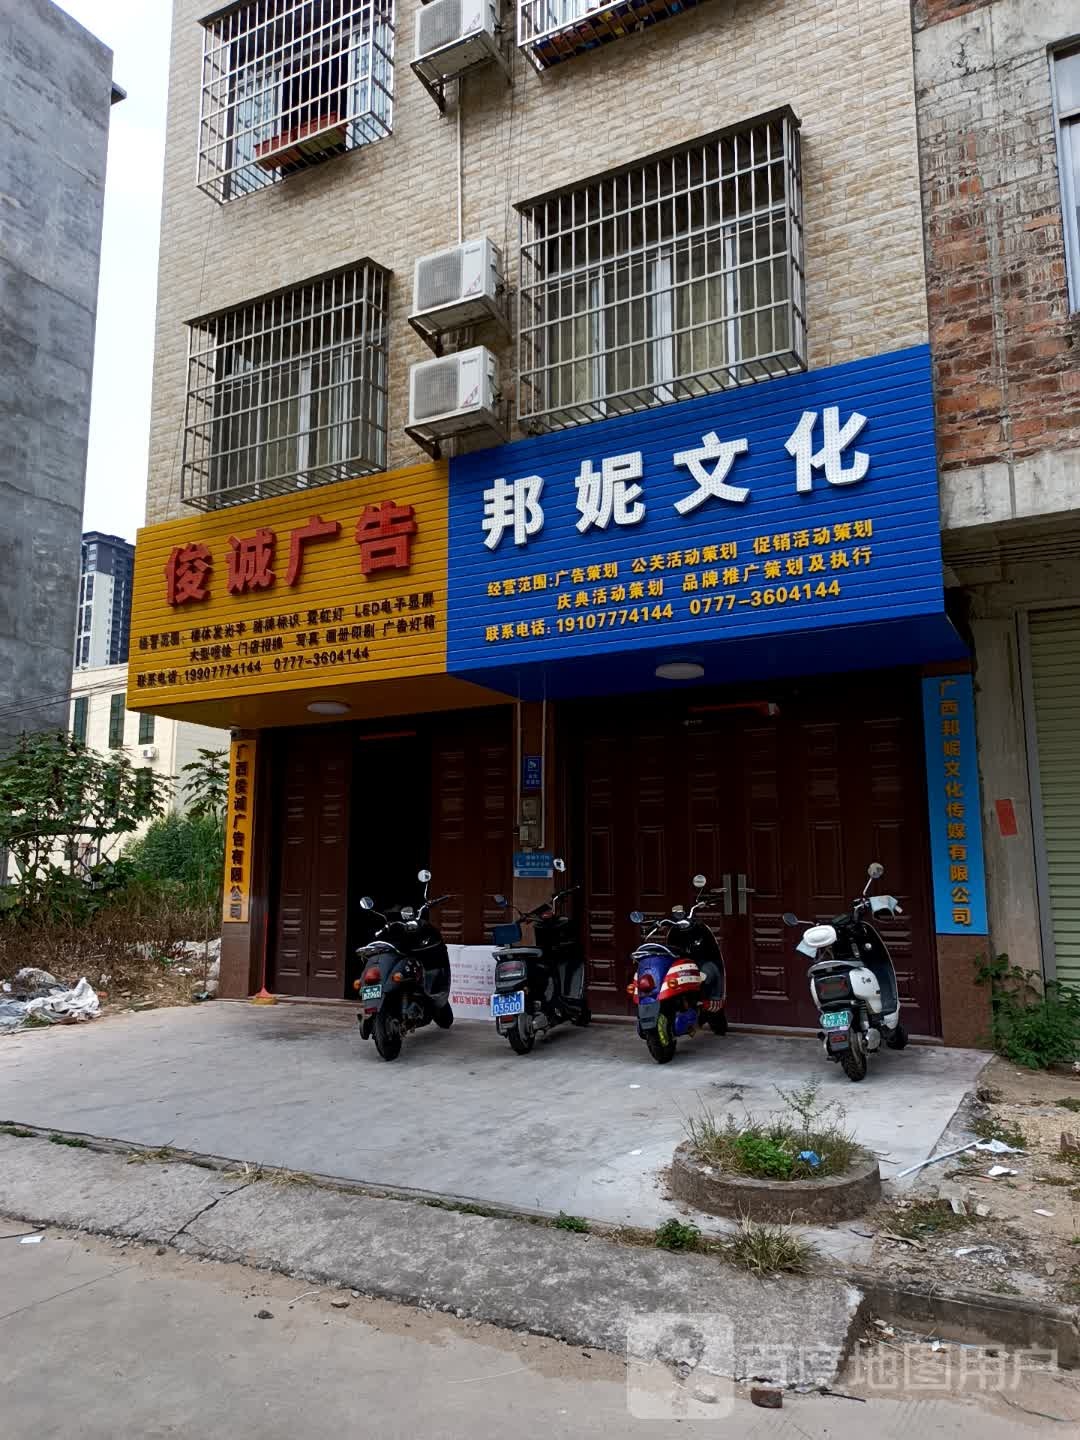 俊诚广告
经营范围：楼体发光字 墙牌标识 霓虹灯 LED电子显屏
大型喷绘 门店招牌 写真 画册印刷 广告灯箱
联系电话：19907774144 0777-3604144
邦妮文化
经营范围：广告策划 公关活动策划 促销活动策划
庆典活动策划 品牌推广策划及执行
联系电话：19107774144 0777-3604144
广西俊诚广告有限公司
广西邦妮文化传媒有限公司
03500
百度地图用户